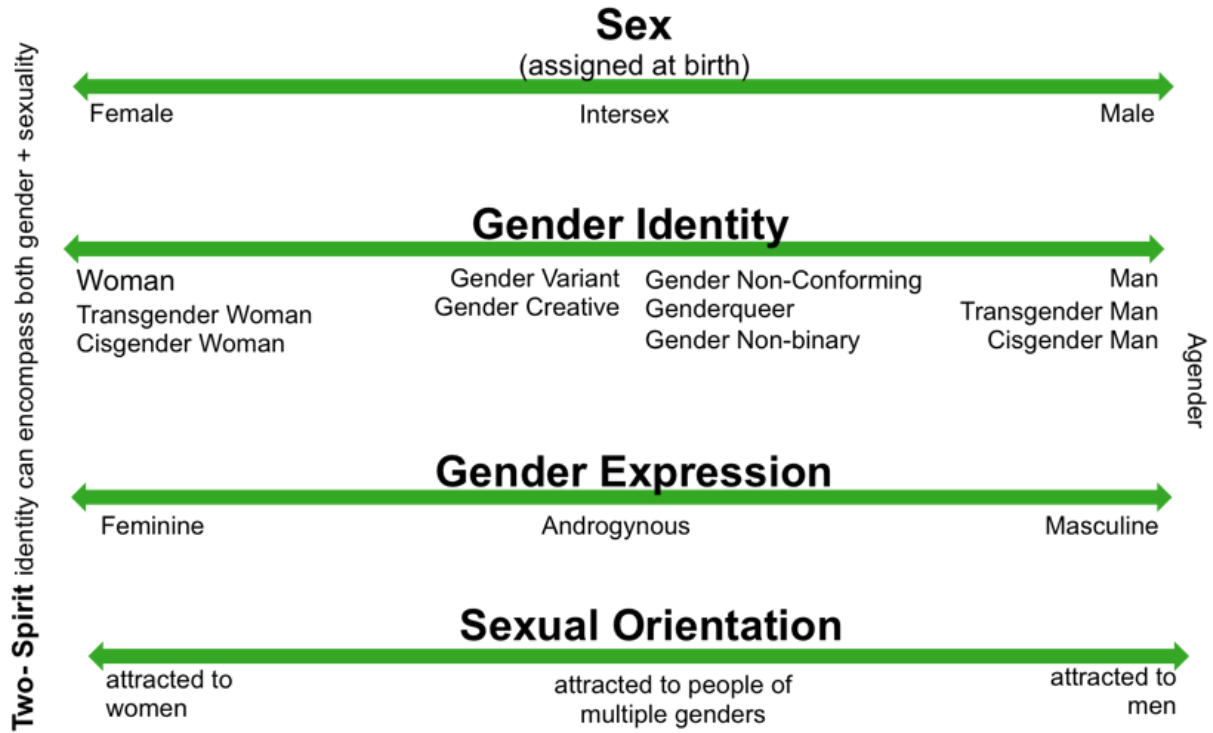 Sex
(assigned at birth)
Female
Intersex
Male
Gender Identity
Woman
Transgender Woman
Cisgender Woman
Gender Variant
Gender Creative
Gender Non-Conforming
Genderqueer
Gender Non-binary
Man
Transgender Man
Cisgender Man
Agender
Gender Expression
Feminine
Androgynous
Masculine
Sexual Orientation
attracted to
women
attracted to people of
multiple genders
attracted to
men
Two- Spirit identity can encompass both gender + sexuality